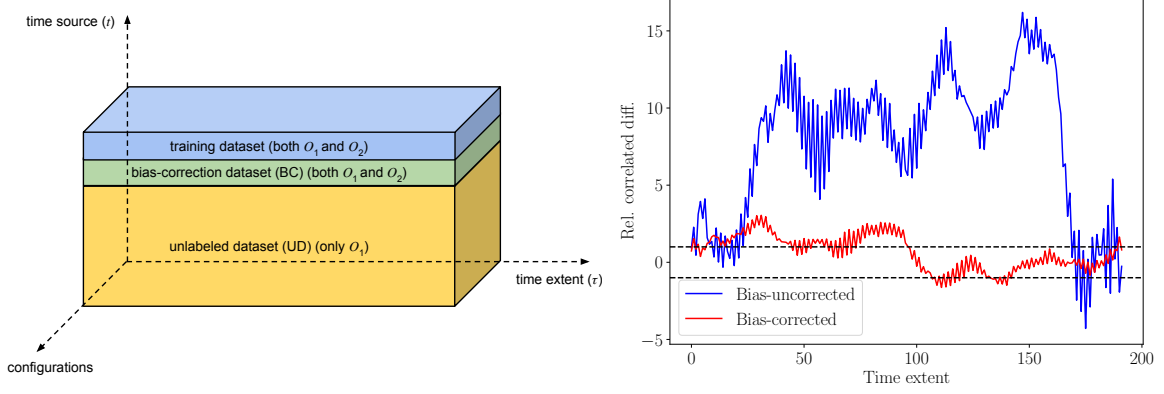 time source (t)
training dataset (both O1 and O2)
bias-correction dataset (BC) (both O1 and O2)
unlabeled dataset (UD) (only O1)
time extent (τ)
configurations
Rel. correlated diff.
15
10
5
0
−5
Bias-uncorrected
Bias-corrected
0 50 100 150 200
Time extent